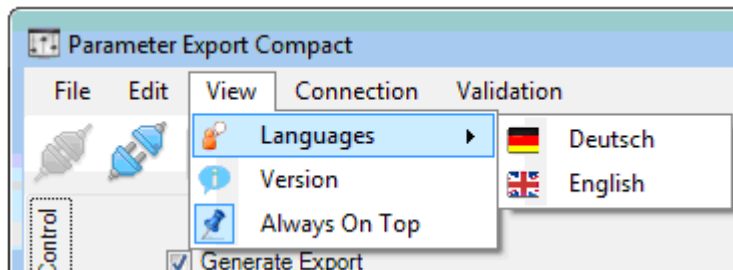 Parameter Export Compact
File Edit View Connection Validation
Languages
Deutsch
Version
English
Always On Top
Control
Generate Export